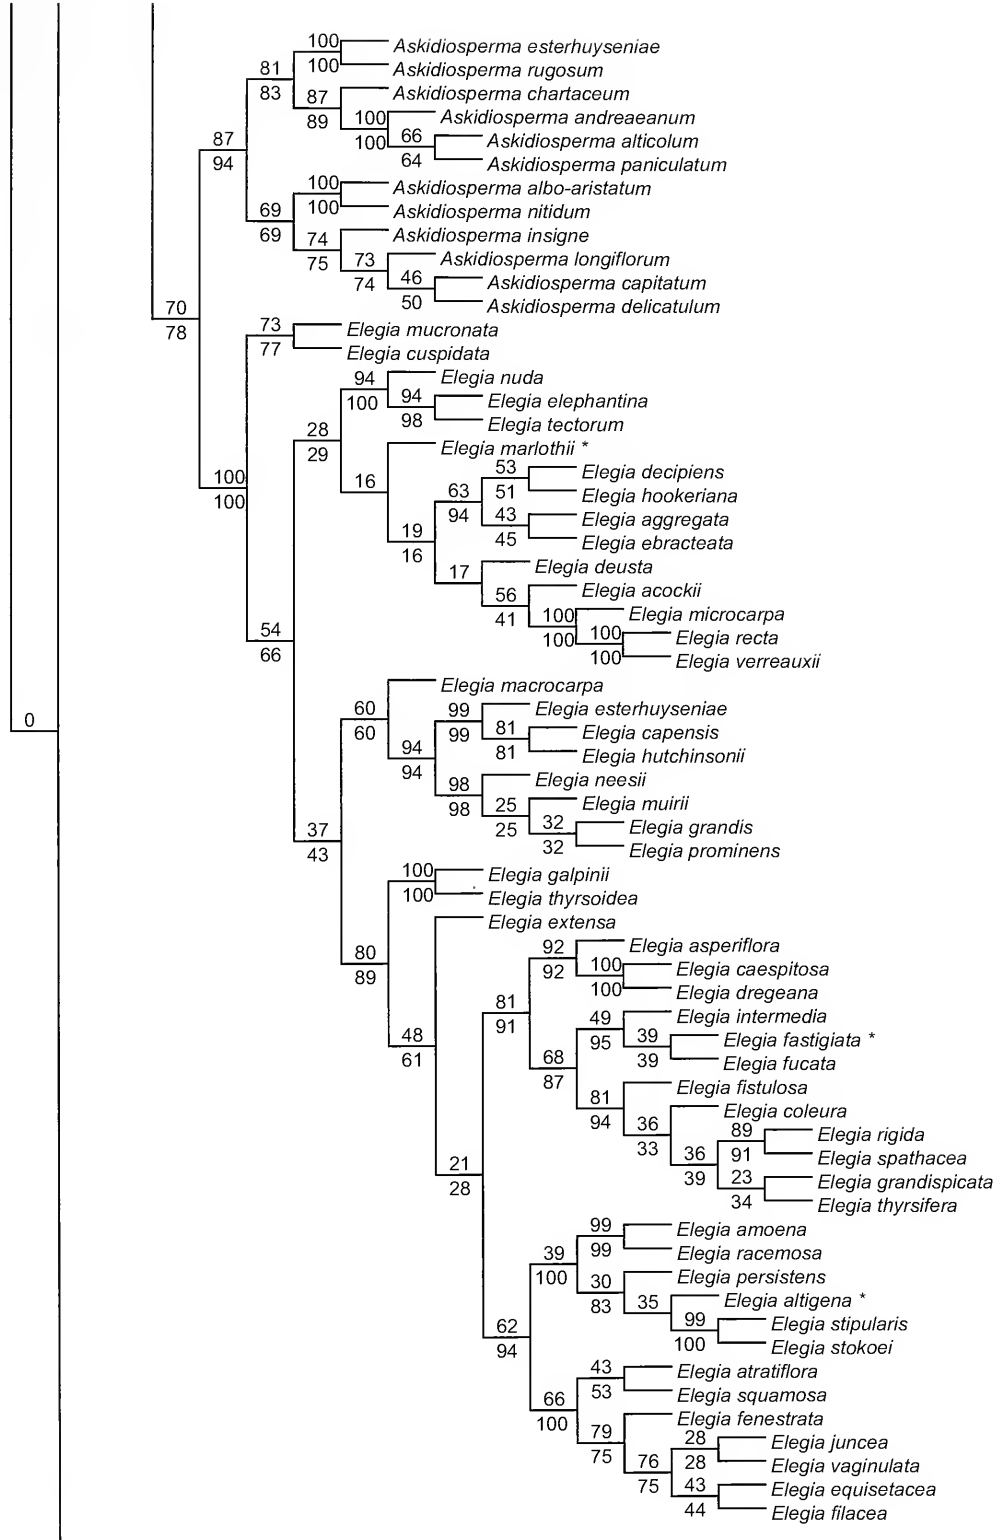 100
Askidiosperma esterhuyseniae
100
Askidiosperma rugosum
81
83
87
Askidiosperma chartaceum
89
100
Askidiosperma andreaeanum
100
66
Askidiosperma alticolum
64
Askidiosperma paniculatum
87
94
100
Askidiosperma albo-aristatum
100
Askidiosperma nitidum
69
69
74
Askidiosperma insigne
75
73
Askidiosperma longiflorum
74
46
Askidiosperma capitatum
50
Askidiosperma delicatulum
70
78
73
Elegia mucronata
77
Elegia cuspidata
94
Elegia nuda
100
94
Elegia elephantina
98
Elegia tectorum
28
29
Elegia marlothii *
16
53
Elegia decipiens
51
Elegia hookeriana
63
94
43
Elegia aggregata
45
Elegia ebracteata
100
100
19
16
17
Elegia deusta
56
Elegia acockii
41
100
Elegia microcarpa
100
100
Elegia recta
100
Elegia verreauxii
54
66
Elegia macrocarpa
60
60
99
Elegia esterhuyseniae
99
81
Elegia capensis
81
Elegia hutchinsonii
0
94
94
98
Elegia neesii
98
25
Elegia muirii
25
32
Elegia grandis
32
Elegia prominens
37
43
100
Elegia galpinii
100
Elegia thyrsoidea
Elegia extensa
80
89
92
Elegia asperiflora
92
100
Elegia caespitosa
100
Elegia dregeana
81
91
49
Elegia intermedia
95
39
Elegia fastigiata *
39
Elegia fucata
48
61
68
87
81
Elegia fistulosa
94
36
Elegia coleura
33
89
Elegia rigida
91
Elegia spathacea
36
39
23
Elegia grandispicata
34
Elegia thyrsifera
21
28
99
Elegia amoena
99
Elegia racemosa
39
100
30
Elegia persistens
83
35
Elegia altigena *
99
Elegia stipularis
100
Elegia stokoei
62
94
43
Elegia atratiflora
53
Elegia squamosa
66
100
79
Elegia fenestrata
75
28
Elegia juncea
28
Elegia vaginulata
76
75
43
Elegia equisetacea
44
Elegia filacea